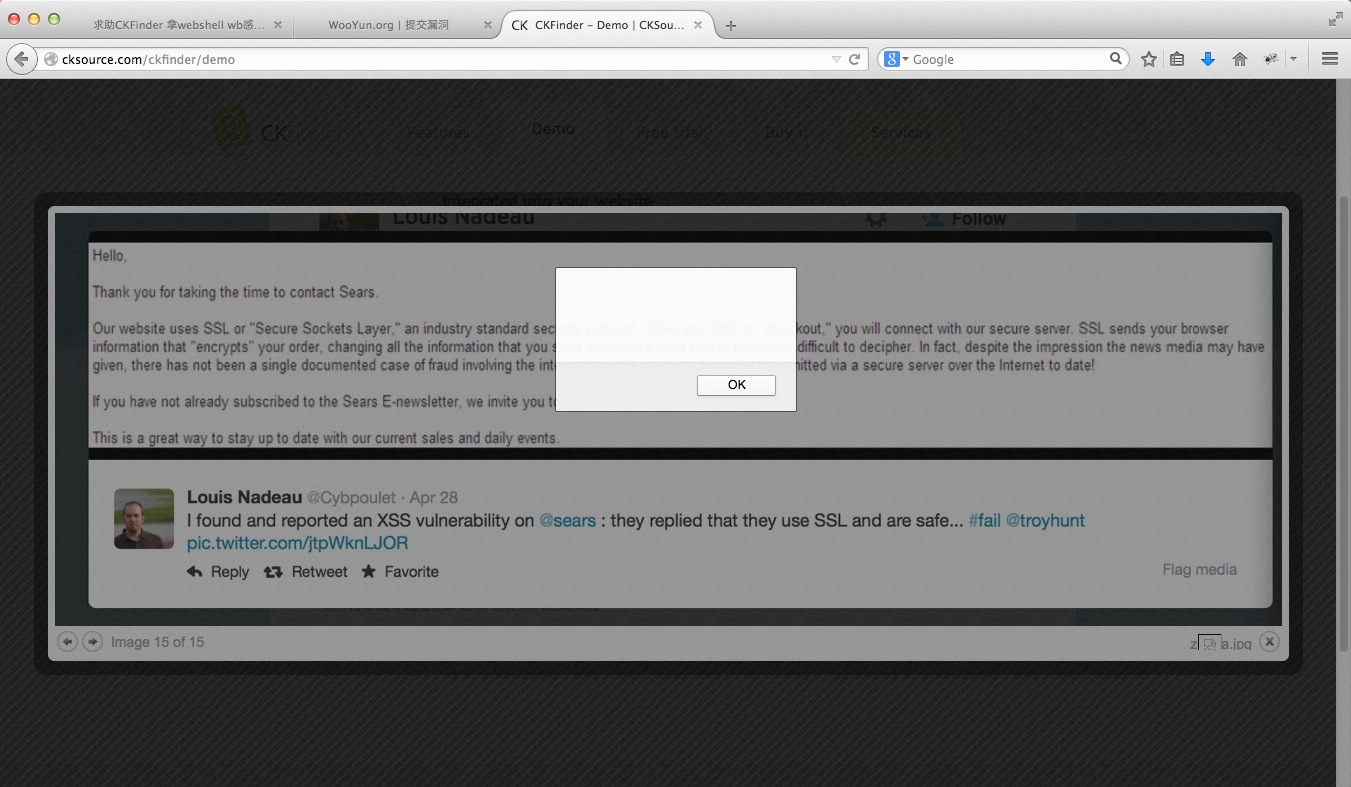 求助CKFinder 拿webshell wb感...
WooYun.org | 提交漏洞
CK CKFinder – Demo | CKSou...
cksource.com/ckfinder/demo
8 Google
CKFinder Features Demo Free trial Buy it Services
Integrated into your website
Louis Nadeau Follow
Hello,
Thank you for taking the time to contact Sears.
Our website uses SSL or "Secure Sockets Layer," an industry standard security protocol. When you click on "checkout," you will connect with our secure server. SSL sends your browser
information that "encrypts" your order, changing all the information that you send back into a code that is extremely difficult to decipher. In fact, despite the impression the news media may have
given, there has not been a single documented case of fraud involving the
via a secure server over the Internet to date!
If you have not already subscribed to the Sears E-newsletter, we invite you to
This is a great way to stay up to date with our current sales and daily events.
OK
Louis Nadeau @Cybpoulet · Apr 28
I found and reported an XSS vulnerability on @sears : they replied that they use SSL and are safe... #fail @troyhunt
pic.twitter.com/jtpWknLJOR
Reply Retweet Favorite
Flag media
Image 15 of 15
z a.jpg